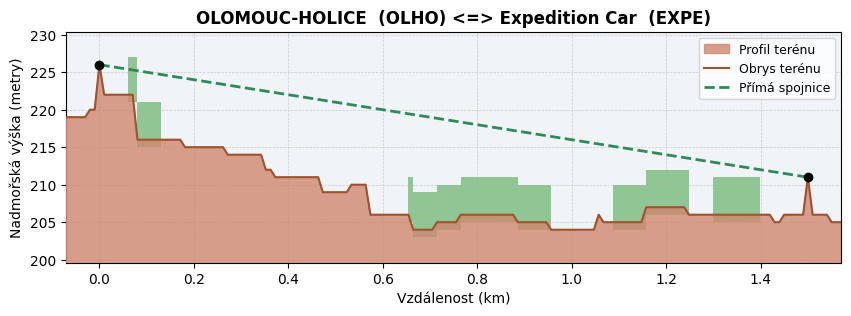 OLOMOUC-HOLICE  (OLHO) <=> Expedition Car  (EXPE)
Nadmořská výška (metry)
230
225
220
215
210
205
200
Profil terénu
Obrys terénu
Přímá spojnice
0.0 0.2 0.4 0.6 0.8 1.0 1.2 1.4
Vzdálenost (km)